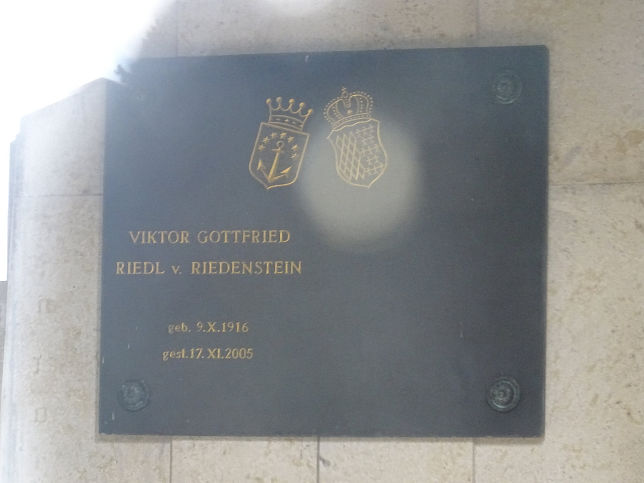 VIKTOR GOTTFRIED
RIEDL v. RIEDENSTEIN
geb. 9.X.1916
gest.17.XI.2005